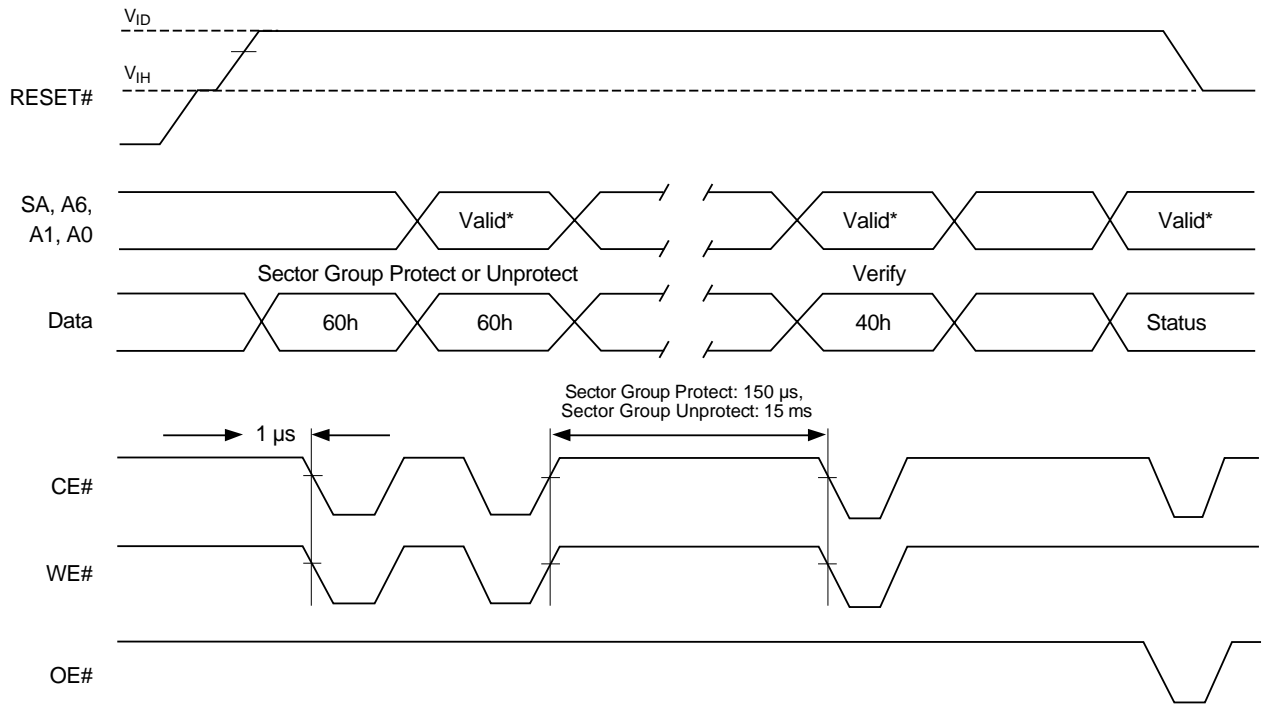 VID
VIH
RESET#
SA, A6,
A1, A0
Valid*
Valid*
Valid*
Sector Group Protect or Unprotect
Verify
Data
60h
60h
40h
Status
Sector Group Protect: 150 µs,
Sector Group Unprotect: 15 ms
1 µs
CE#
WE#
OE#